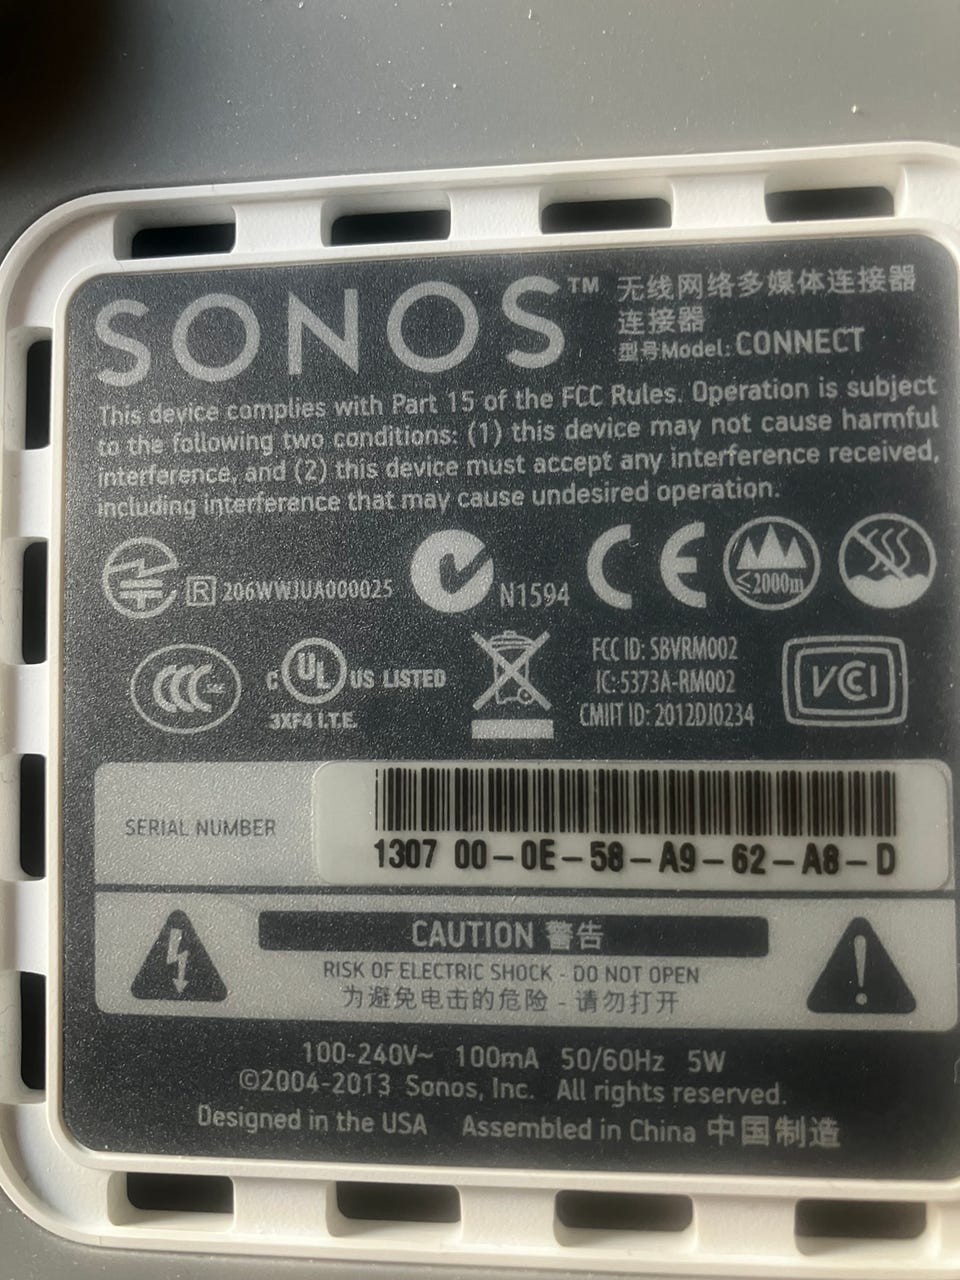 SONOS™
无线网络多媒体连接器
连接器
型号Model: CONNECT
This device complies with Part 15 of the FCC Rules. Operation is subject
to the following two conditions: (1) this device may not cause harmful
interference, and (2) this device must accept any interference received,
including interference that may cause undesired operation.
R 206WWJUA000025
N1594
CE
≤2000m
CCC
C UL US LISTED
3XF4 I.T.E.
FCC ID: SBVRM002
IC: 5373A-RM002
CMIIT ID: 2012DJ0234
VCCI
SERIAL NUMBER
1307 00-0E-58-A9-62-A8-D
CAUTION 警告
RISK OF ELECTRIC SHOCK - DO NOT OPEN
为避免电击的危险 - 请勿打开
100-240V~ 100mA 50/60Hz 5W
©2004-2013 Sonos, Inc. All rights reserved.
Designed in the USA Assembled in China 中国制造